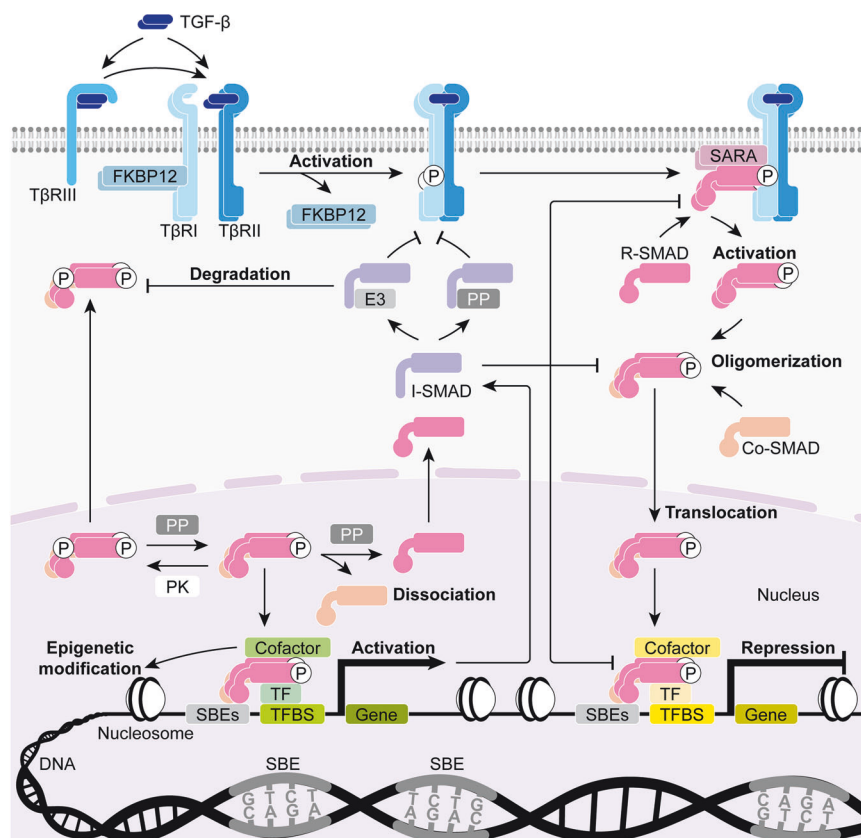 TGF-β
TβRIII
FKBP12
TβRI
TβRII
Activation
FKBP12
P
SARA
P
R-SMAD
Activation
P
P
P
Degradation
E3
PP
I-SMAD
P
Oligomerization
Co-SMAD
Translocation
P
P
PP
PK
P
PP
Dissociation
P
Nucleus
Epigenetic
modification
Cofactor
P
TF
Activation
SBEs
TFBS
Gene
Cofactor
P
TF
Repression
SBEs
TFBS
Gene
Nucleosome
DNA
SBE
SBE
G T C T
C A G A
T C T G
A G A C
C A G A
G T C T